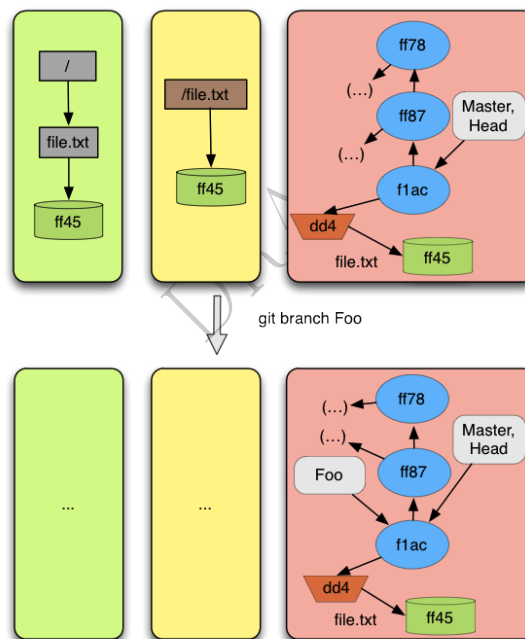 /
file.txt
ff45
/file.txt
ff45
ff78
(...)
ff87
(...)
Master,
Head
f1ac
dd4
file.txt
ff45
git branch Foo
...
...
ff78
(...)
(...)
Master,
Head
ff87
Foo
f1ac
dd4
file.txt
ff45